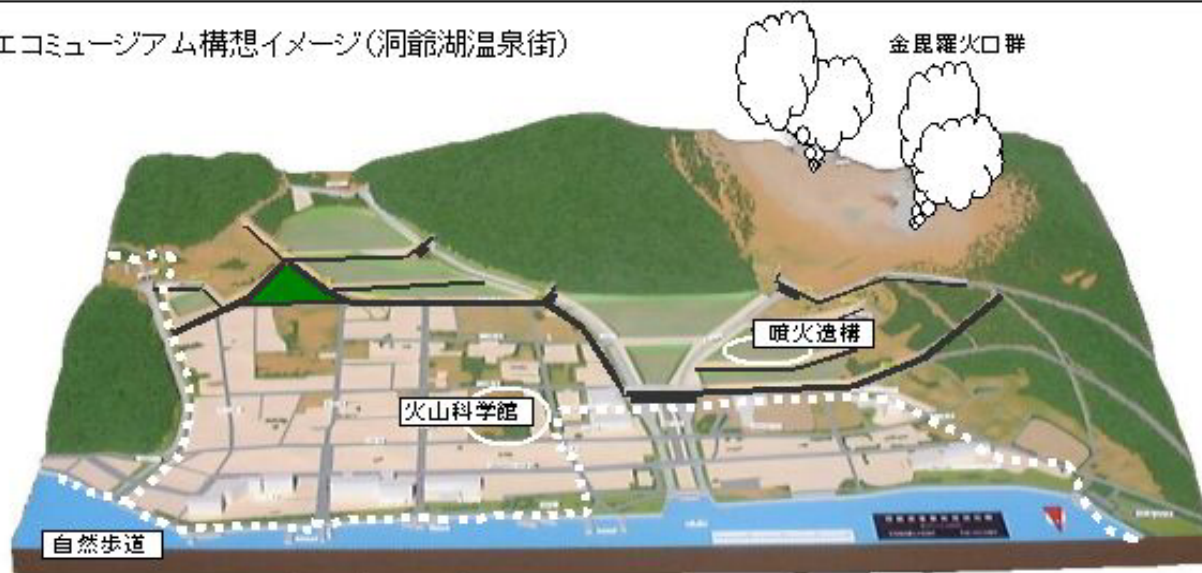 エコミュージアム構想イメージ(洞爺湖温泉街)
金毘羅火口群
噴火遺構
火山科学館
自然歩道